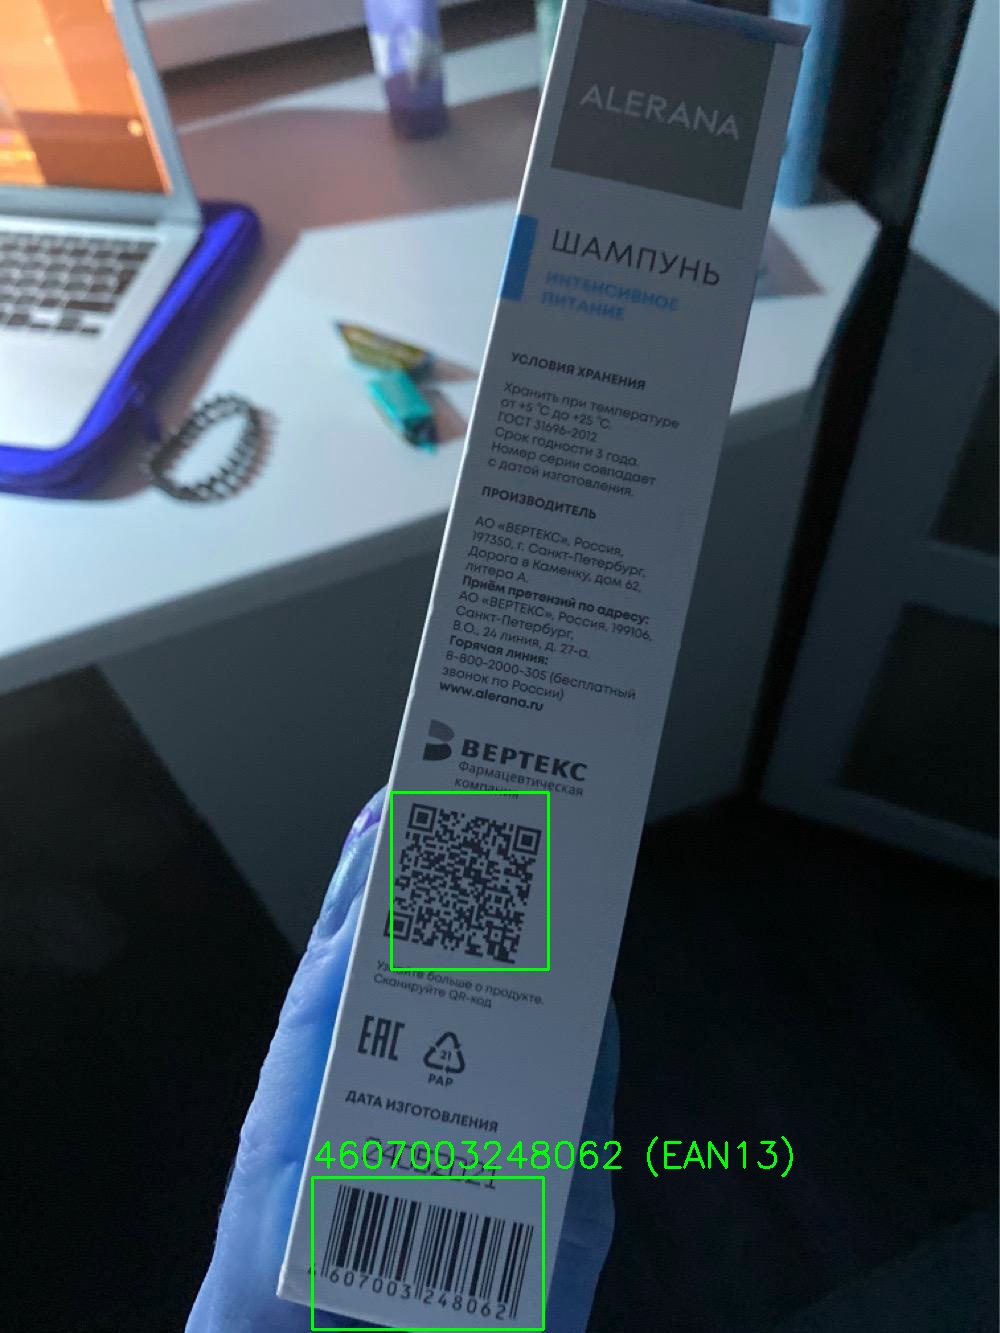 ALERANA
ШАМПУНЬ
ИНТЕНСИВНОЕ
ПИТАНИЕ
УСЛОВИЯ ХРАНЕНИЯ
Хранить при температуре
от +5 °С до +25 °С.
ГОСТ 31696-2012
Срок годности 3 года.
Номер серии совпадает
с датой изготовления.
ПРОИЗВОДИТЕЛЬ
АО «ВЕРТЕКС», Россия,
197350, г. Санкт-Петербург,
Дорога в Каменку, дом 62,
литера А.
Приём претензий по адресу:
АО «ВЕРТЕКС», Россия, 199106,
Санкт-Петербург,
В.О., 24 линия, д. 27-а.
Горячая линия:
8-800-2000-305 (бесплатный
звонок по России)
www.alerana.ru
ВЕРТЕКС
Фармацевтическая
компания
Узнайте больше о продукте.
Сканируйте QR-код
EAC
21
PAP
ДАТА ИЗГОТОВЛЕНИЯ
4607003248062 (EAN13)
4 607003 248062